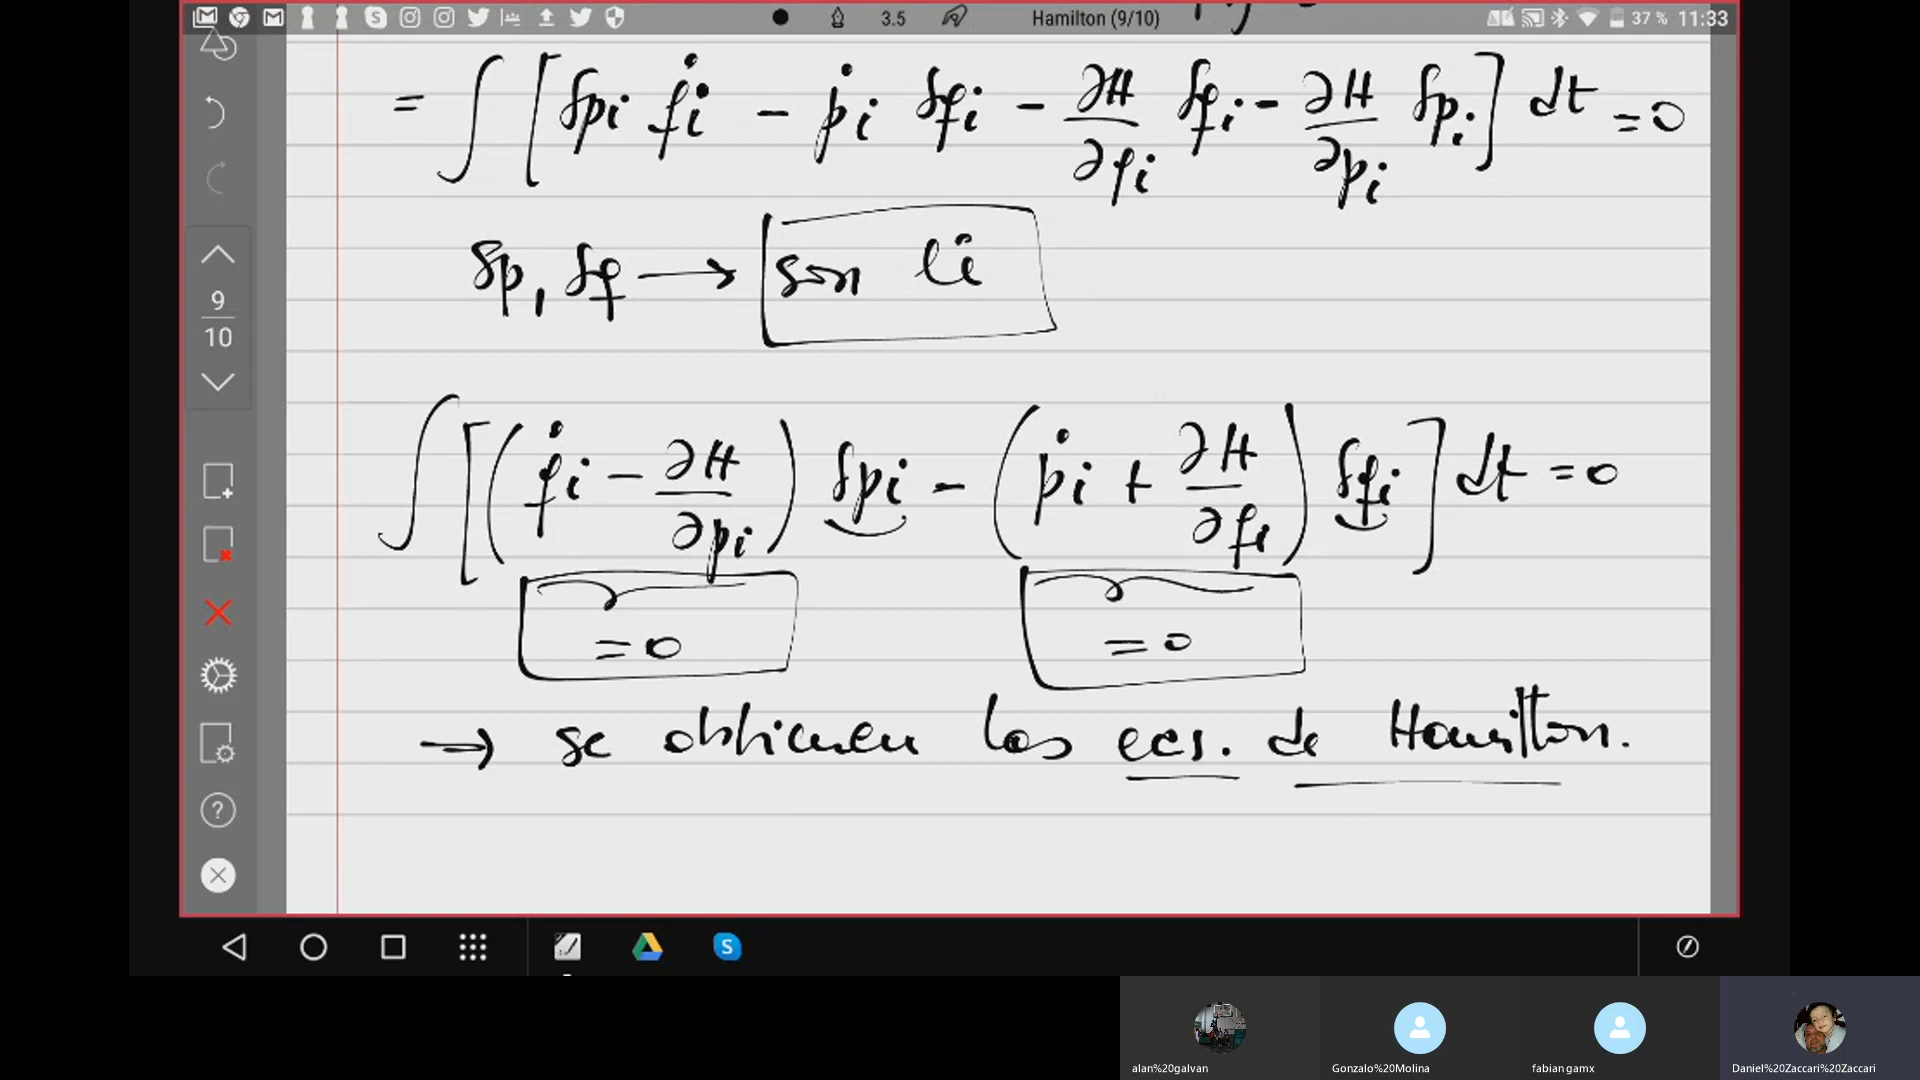 3.5 Hamilton (9/10) 37 % 11:33
= ∫ [δpi q̇i − ṗi δqi − ∂H/∂qi δqi − ∂H/∂pi δpi] dt = 0
δp, δq → son li
9
10
∫ [(q̇i − ∂H/∂pi) δpi − (ṗi + ∂H/∂qi) δqi] dt = 0
= 0 = 0
→ se obtienen las ecs. de Hamilton.
alan%20galvan Gonzalo%20Molina fabian gamx Daniel%20Zaccari%20Zaccari